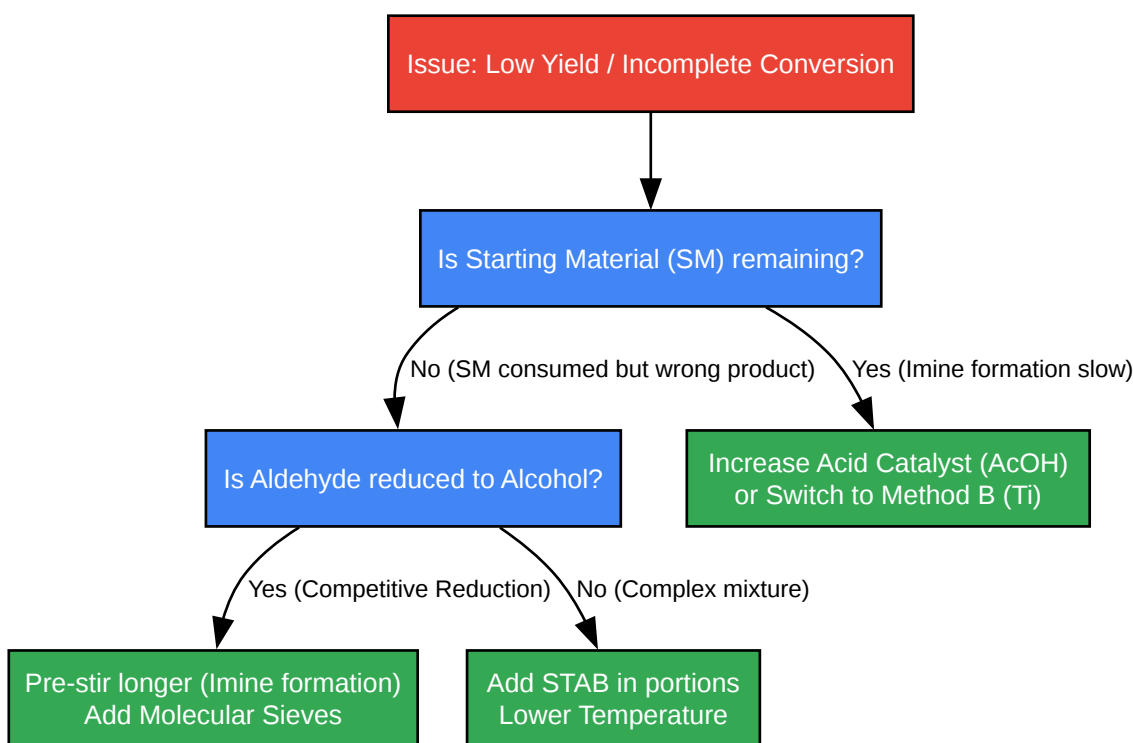 Issue: Low Yield / Incomplete Conversion
Is Starting Material (SM) remaining?
No (SM consumed but wrong product)
Yes (Imine formation slow)
Is Aldehyde reduced to Alcohol?
Increase Acid Catalyst (AcOH)
or Switch to Method B (Ti)
Yes (Competitive Reduction)
No (Complex mixture)
Pre-stir longer (Imine formation)
Add Molecular Sieves
Add STAB in portions
Lower Temperature